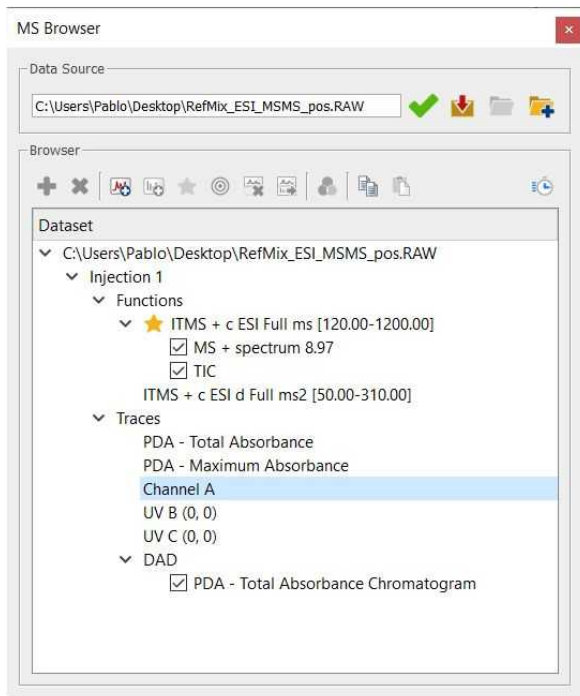 MS Browser
Data Source
C:\Users\Pablo\Desktop\RefMix_ESI_MSMS_pos.RAW
Browser
Dataset
C:\Users\Pablo\Desktop\RefMix_ESI_MSMS_pos.RAW
Injection 1
Functions
ITMS + c ESI Full ms [120.00-1200.00]
MS + spectrum 8.97
TIC
ITMS + c ESI d Full ms2 [50.00-310.00]
Traces
PDA - Total Absorbance
PDA - Maximum Absorbance
Channel A
UV B (0, 0)
UV C (0, 0)
DAD
PDA - Total Absorbance Chromatogram